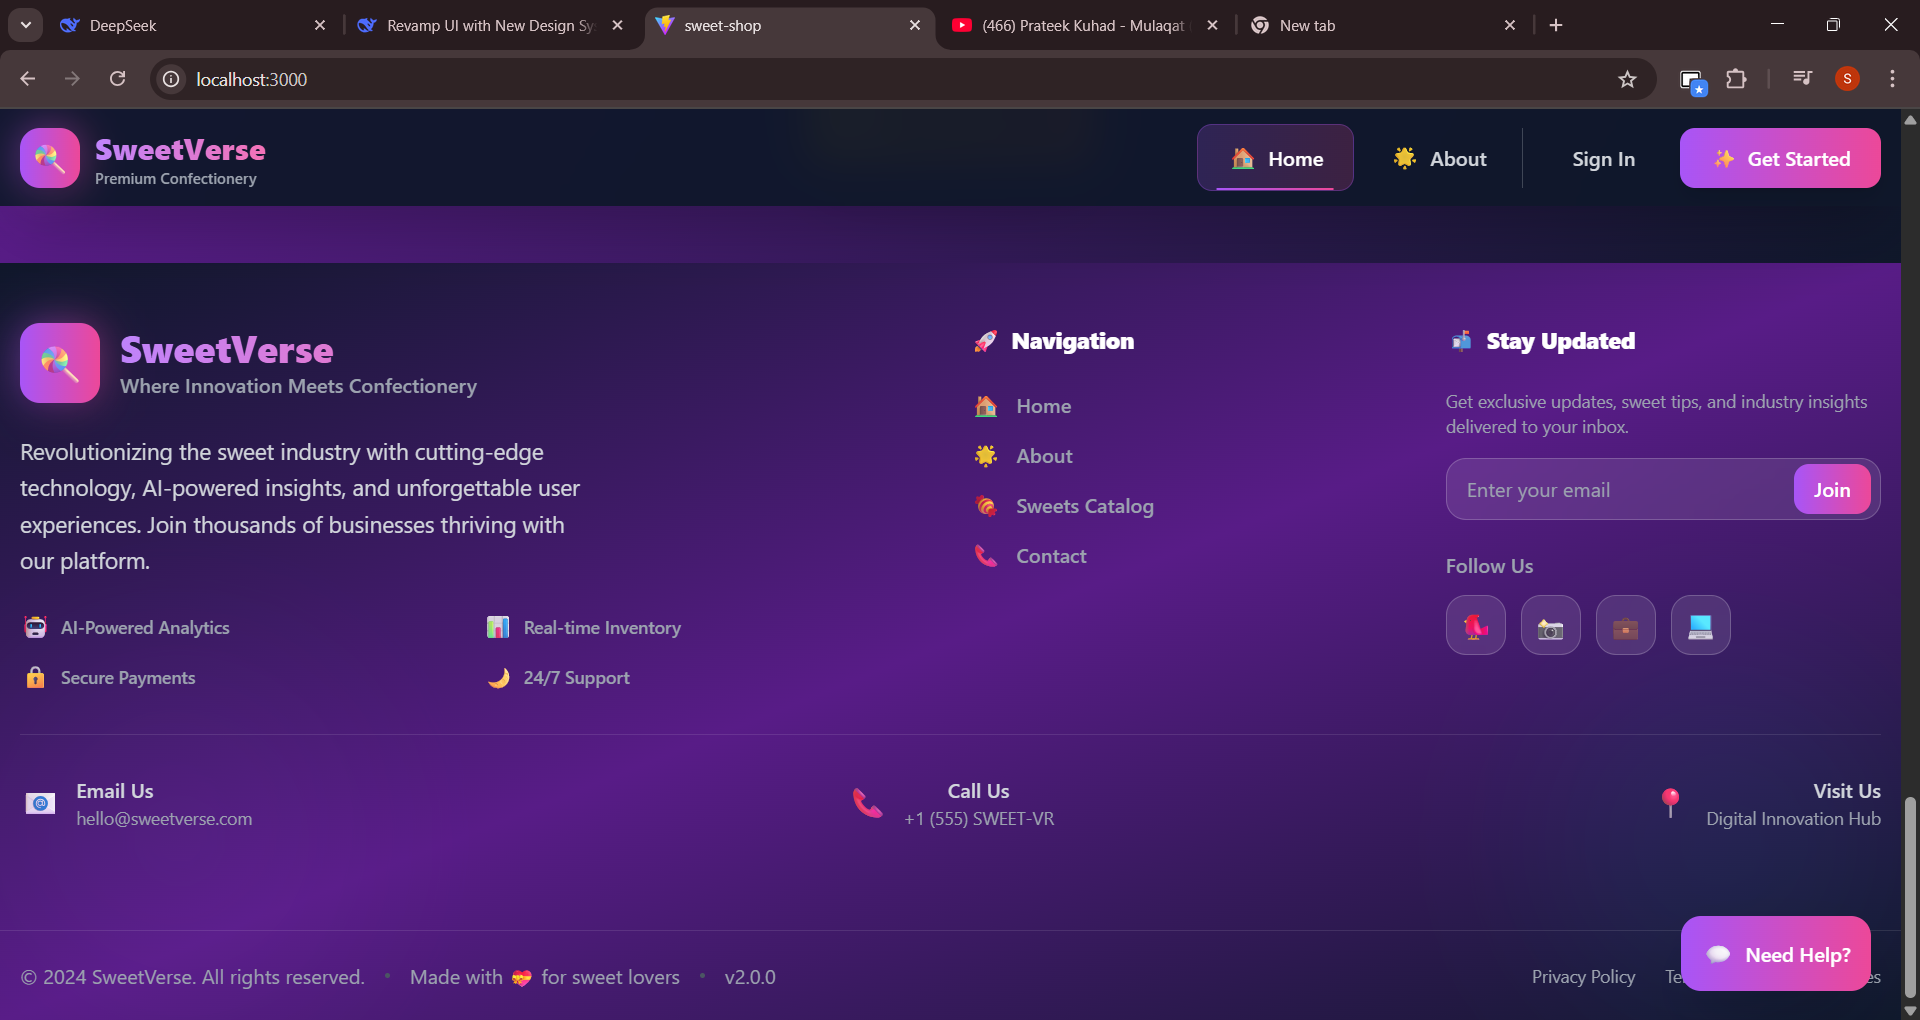 DeepSeek
Revamp UI with New Design Sy
sweet-shop
(466) Prateek Kuhad - Mulaqat
New tab
localhost:3000
S
SweetVerse
Premium Confectionery
Home
About
Sign In
Get Started
SweetVerse
Where Innovation Meets Confectionery
Revolutionizing the sweet industry with cutting-edge
technology, AI-powered insights, and unforgettable user
experiences. Join thousands of businesses thriving with
our platform.
AI-Powered Analytics
Real-time Inventory
Secure Payments
24/7 Support
Navigation
Home
About
Sweets Catalog
Contact
Stay Updated
Get exclusive updates, sweet tips, and industry insights
delivered to your inbox.
Enter your email
Join
Follow Us
Email Us
hello@sweetverse.com
Call Us
+1 (555) SWEET-VR
Visit Us
Digital Innovation Hub
© 2024 SweetVerse. All rights reserved. • Made with 💝 for sweet lovers • v2.0.0
Privacy Policy
Need Help?